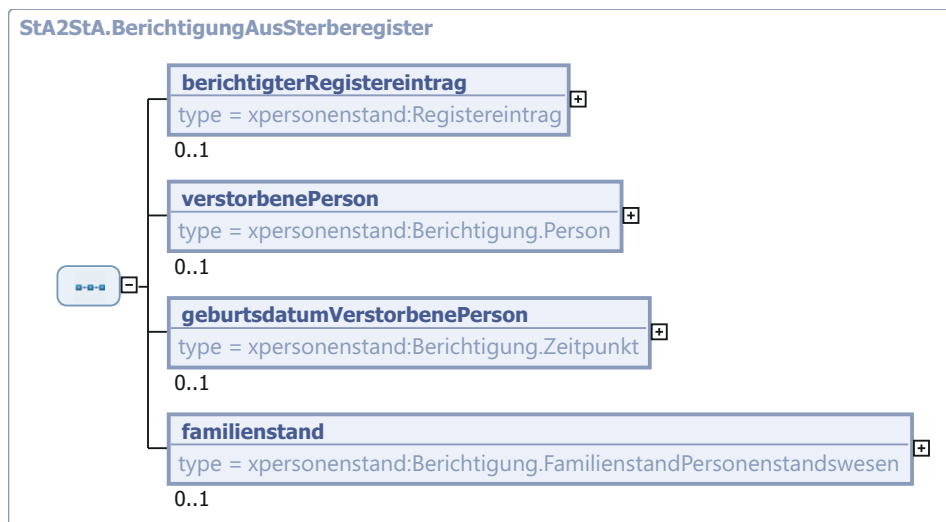 StA2StA.BerichtigungAusSterberegister
berichtigterRegistereintrag
type = xpersonenstand:Registereintrag
0..1
verstorbenePerson
type = xpersonenstand:Berichtigung.Person
0..1
geburtsdatumVerstorbenePerson
type = xpersonenstand:Berichtigung.Zeitpunkt
0..1
familienstand
type = xpersonenstand:Berichtigung.FamilienstandPersonenstandswesen
0..1